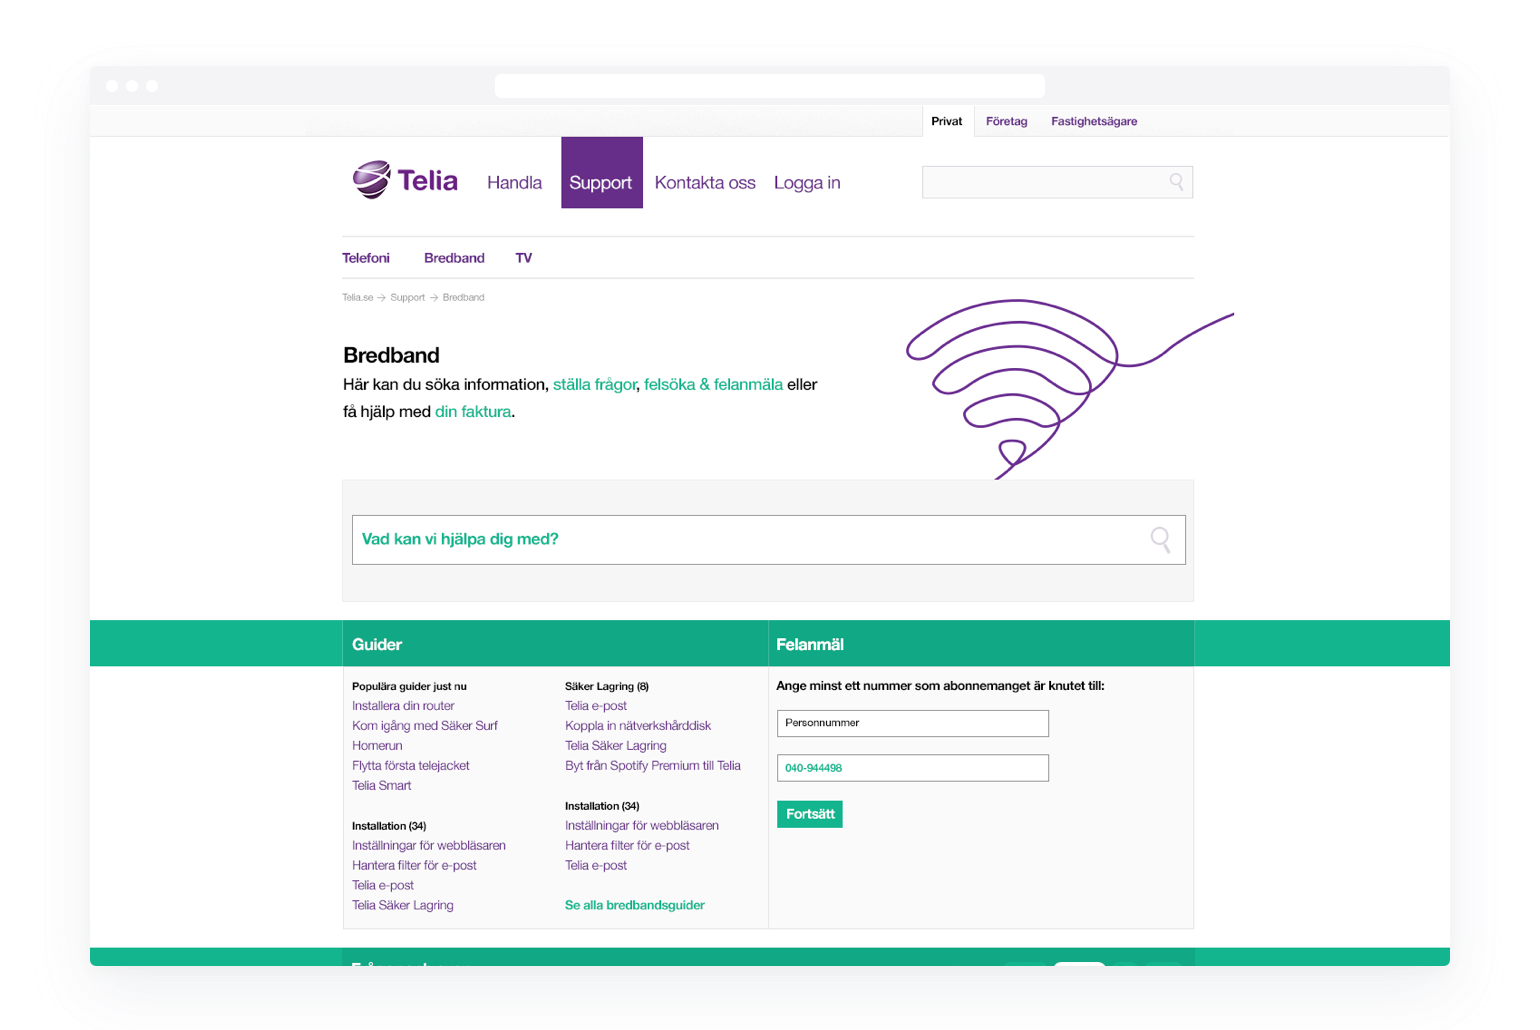 Privat Företag Fastighetsägare
Telia Handla Support Kontakta oss Logga in
Telefoni Bredband TV
Telia.se → Support → Bredband
Bredband
Här kan du söka information, ställa frågor, felsöka & felanmäla eller
få hjälp med din faktura.
Vad kan vi hjälpa dig med?
Guider
Populära guider just nu
Installera din router
Kom igång med Säker Surf
Homerun
Flytta första telejacket
Telia Smart
Installation (34)
Inställningar för webbläsaren
Hantera filter för e-post
Telia e-post
Telia Säker Lagring
Säker Lagring (8)
Telia e-post
Koppla in nätverkshårddisk
Telia Säker Lagring
Byt från Spotify Premium till Telia
Installation (34)
Inställningar för webbläsaren
Hantera filter för e-post
Telia e-post
Se alla bredbandsguider
Felanmäl
Ange minst ett nummer som abonnemanget är knutet till:
Personnummer
040-944498
Fortsätt